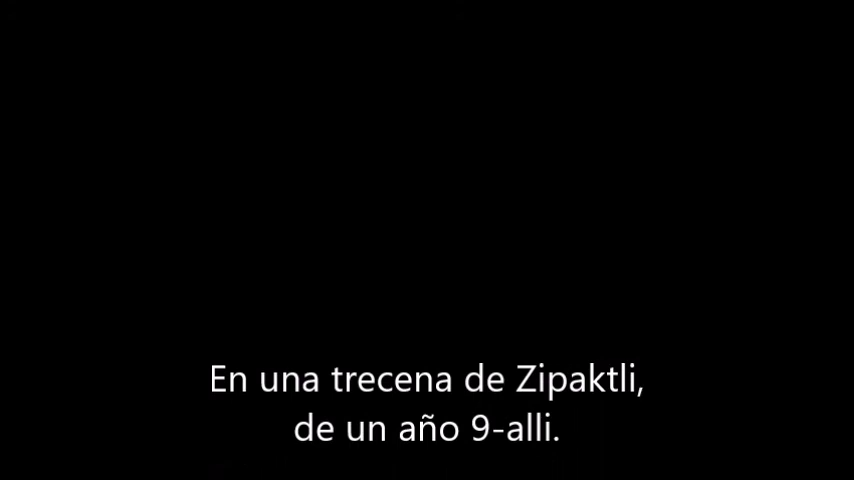 En una trecena de Zipaktli,
de un año 9-alli.